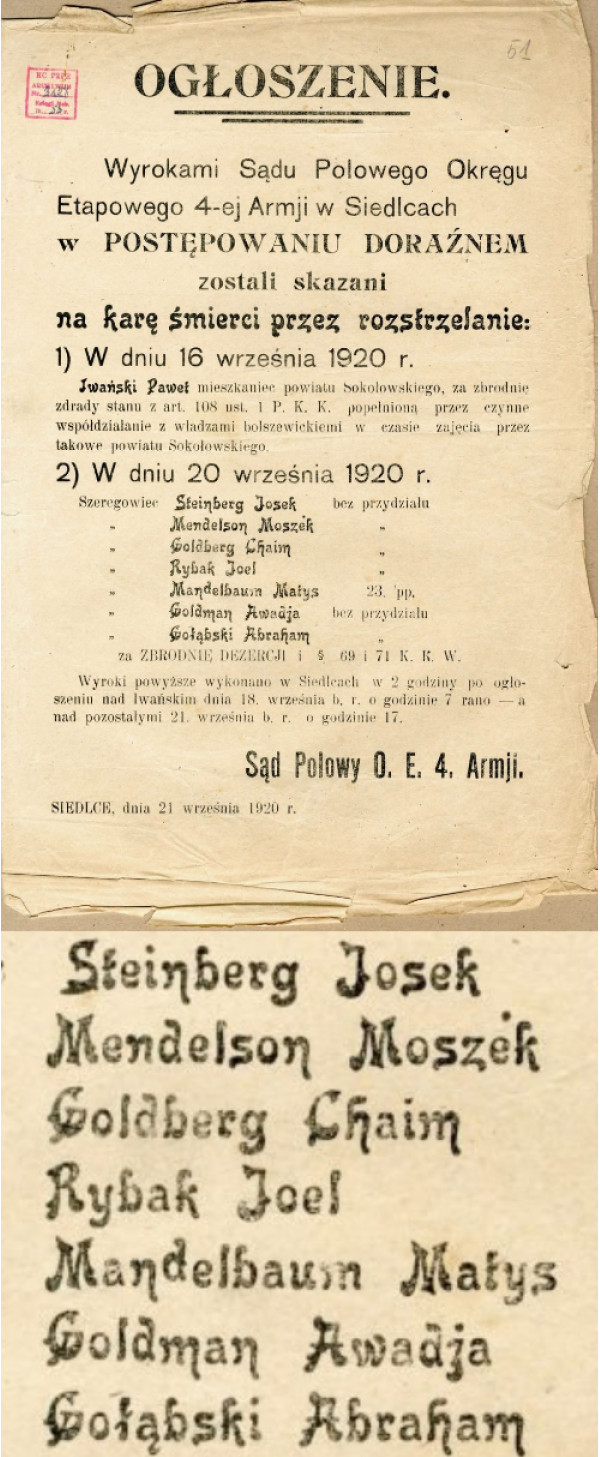 51
KC PZPR
OGŁOSZENIE.
Wyrokami Sądu Polowego Okręgu
Etapowego 4-ej Armji w Siedlcach
w POSTĘPOWANIU DORAŹNEM
zostali skazani
na karę śmierci przez rozstrzelanie:
1) W dniu 16 września 1920 r.
Iwański Paweł mieszkaniec powiatu Sokołowskiego, za zbrodnie
zdrady stanu z art. 108 ust. 1 P. K. K. popełnioną przez czynne
współdziałanie z władzami bolszewickiemi w czasie zajęcia przez
takowe powiatu Sokołowskiego.
2) W dniu 20 września 1920 r.
Szeregowiec Steinberg Josek bez przydziału
„ Mendelson Moszek „
„ Goldberg Chaim „
„ Rybak Joel „
„ Mandelbaum Matys 23. pp.
„ Goldman Awadja bez przydziału
„ Gołąbski Abraham „
za ZBRODNIĘ DEZERCJI i § 69 i 71 K. K. W.
Wyroki powyższe wykonano w Siedlcach w 2 godziny po ogło-
szeniu nad Iwańskim dnia 18. września b. r. o godzinie 7 rano — a
nad pozostałymi 21. września b. r. o godzinie 17.
Sąd Polowy O. E. 4. Armji.
SIEDLCE, dnia 21 września 1920 r.
Steinberg Josek
Mendelson Moszek
Goldberg Chaim
Rybak Joel
Mandelbaum Matys
Goldman Awadja
Gołąbski Abraham